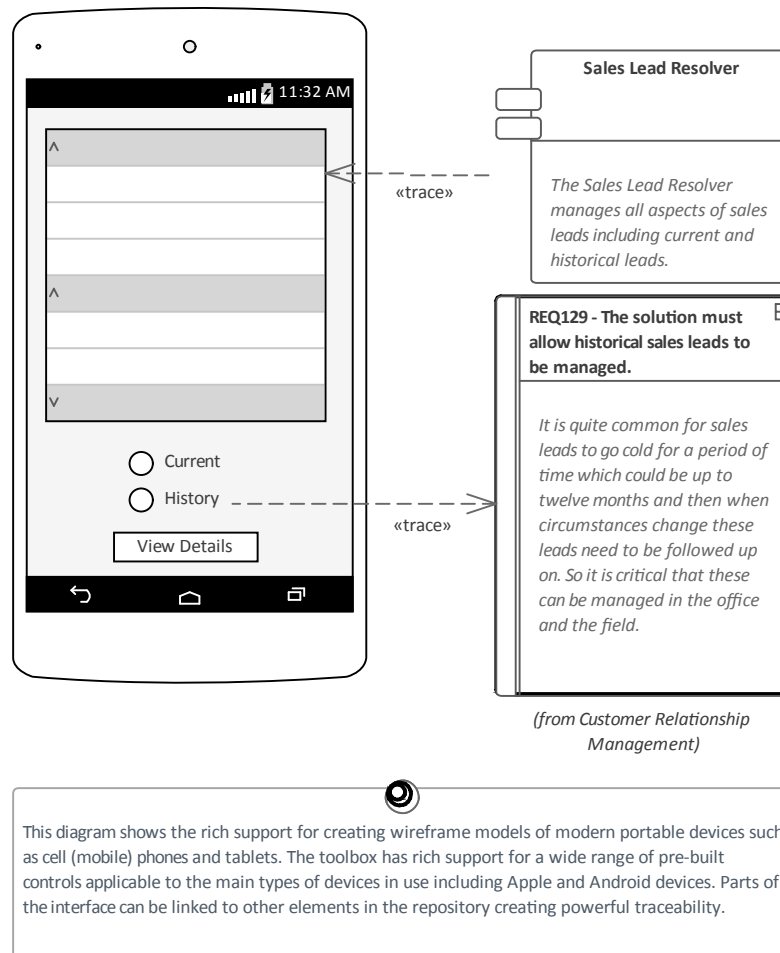 11:32 AM
Current
History
View Details
«trace»
«trace»
Sales Lead Resolver
The Sales Lead Resolver
manages all aspects of sales
leads including current and
historical leads.
REQ129 - The solution must
allow historical sales leads to
be managed.
It is quite common for sales
leads to go cold for a period of
time which could be up to
twelve months and then when
circumstances change these
leads need to be followed up
on. So it is critical that these
can be managed in the office
and the field.
(from Customer Relationship
Management)
This diagram shows the rich support for creating wireframe models of modern portable devices such
as cell (mobile) phones and tablets. The toolbox has rich support for a wide range of pre-built
controls applicable to the main types of devices in use including Apple and Android devices. Parts of
the interface can be linked to other elements in the repository creating powerful traceability.